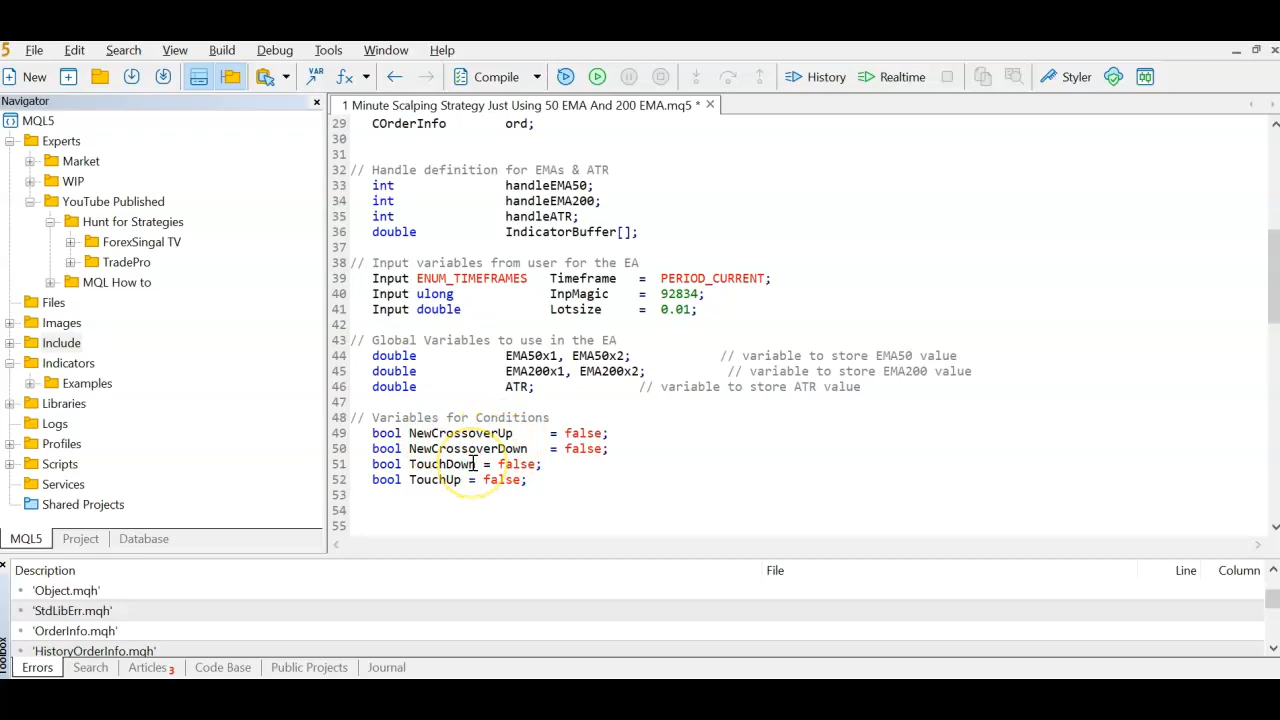 5 File Edit Search View Build Debug Tools Window Help
New VAR fx Compile History Realtime Styler
Navigator
MQL5
Experts
Market
WIP
YouTube Published
Hunt for Strategies
ForexSingal TV
TradePro
MQL How to
Files
Images
Include
Indicators
Examples
Libraries
Logs
Profiles
Scripts
Services
Shared Projects
MQL5 Project Database
1 Minute Scalping Strategy Just Using 50 EMA And 200 EMA.mq5 *
29 COrderInfo ord;
30
31
32 // Handle definition for EMAs & ATR
33 int handleEMA50;
34 int handleEMA200;
35 int handleATR;
36 double IndicatorBuffer[];
37
38 // Input variables from user for the EA
39 Input ENUM_TIMEFRAMES Timeframe = PERIOD_CURRENT;
40 Input ulong InpMagic = 92834;
41 Input double Lotsize = 0.01;
42
43 // Global Variables to use in the EA
44 double EMA50x1, EMA50x2; // variable to store EMA50 value
45 double EMA200x1, EMA200x2; // variable to store EMA200 value
46 double ATR; // variable to store ATR value
47
48 // Variables for Conditions
49 bool NewCrossoverUp = false;
50 bool NewCrossoverDown = false;
51 bool TouchDown = false;
52 bool TouchUp = false;
53
54
55
Description File Line Column
'Object.mqh'
'StdLibErr.mqh'
'OrderInfo.mqh'
'HistoryOrderInfo.mqh'
Toolbox
Errors Search Articles 3 Code Base Public Projects Journal